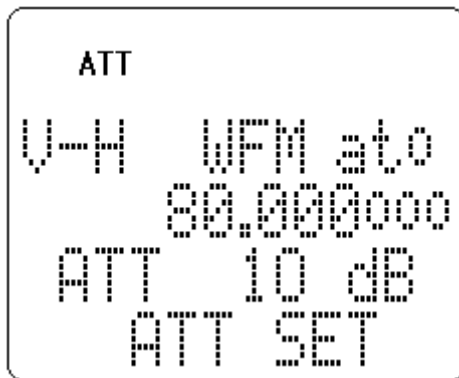 ATT
V-H WFM ato
80.000000
ATT 10 dB
ATT SET